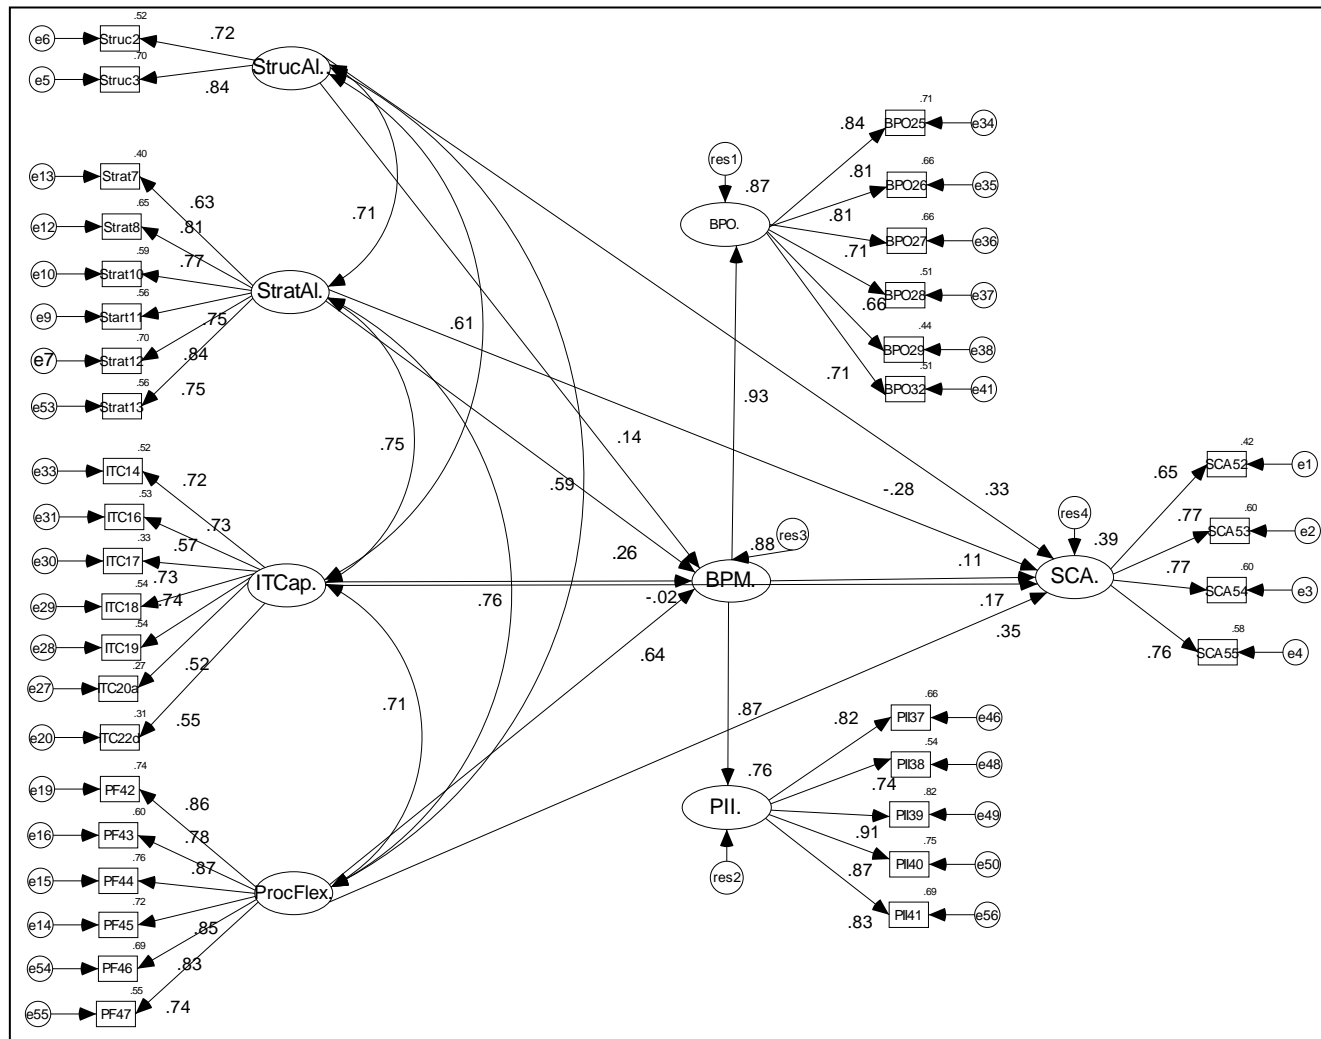 .52
e6 Struc2 .72
.70
e5 Struc3 .84
StrucAl.
.40
e13 Strat7 .63
.65
e12 Strat8 .81
.59
e10 Strat10 .77
.56
e9 Start11
.75
.70
e7 Strat12 .84
.56
e53 Strat13 .75
StratAl.
.52
e33 ITC14 .72
.53
e31 ITC16 .73
.33
e30 ITC17 .57
.54
e29 ITC18 .73
.74
.54
e28 ITC19
.27
e27 ITC20a .52
.31
e20 ITC22d .55
ITCap.
.74
e19 PF42 .86
.60
e16 PF43 .78
.76
e15 PF44 .87
.72
e14 PF45 .85
.69
e54 PF46 .83
.55
e55 PF47 .74
ProcFlex.
.71
.61
.75
.59
.76
.71
.14
.26
-.02
.64
-.28
.33
.11
.17
.35
.93
.87
res1
.87
BPO.
.71
.84 BPO25 e34
.66
.81 BPO26 e35
.66
.81 BPO27 e36
.51
.71 BPO28 e37
.44
.66 BPO29 e38
.51
.71 BPO32 e41
res3
.88
BPM.
res4
.39
SCA.
.42
.65 SCA52 e1
.60
.77 SCA53 e2
.60
.77 SCA54 e3
.58
.76 SCA55 e4
.76
PII.
res2
.66
.82 PII37 e46
.54
.74 PII38 e48
.82
.91 PII39 e49
.75
.87 PII40 e50
.69
.83 PII41 e56